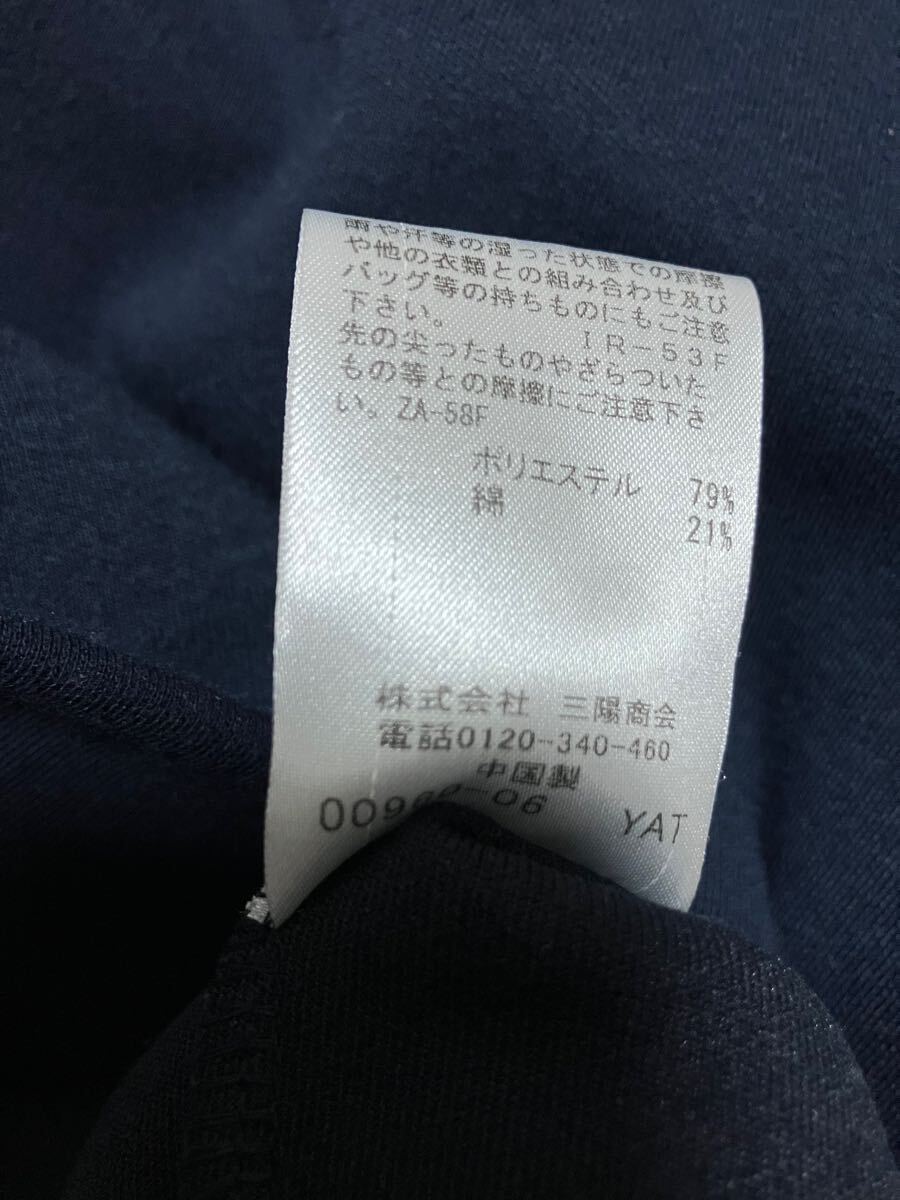 雨や汗等の湿った状態での摩擦
や他の衣類との組み合わせ及び
バッグ等の持ちものにもご注意
下さい。 IR-53F
先の尖ったものやざらついた
もの等との摩擦にご注意下さ
い。ZA-58F
ポリエステル 79%
綿 21%
株式会社 三陽商会
電話0120-340-460
中国製
YAT